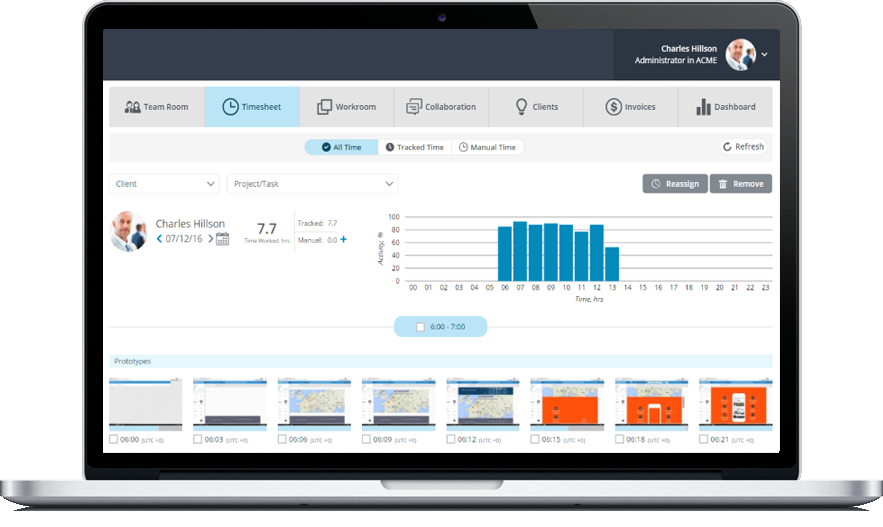 Charles Hillson
Administrator in ACME
Team Room Timesheet Workroom Collaboration Clients Invoices Dashboard
All Time Tracked Time Manual Time Refresh
Client Project/Task Reassign Remove
Charles Hillson
07/12/16
7.7
Time Worked, hrs
Tracked: 7.7
Manual: 0.0 +
Activity, %
100
80
60
40
20
0
00 01 02 03 04 05 06 07 08 09 10 11 12 13 14 15 16 17 18 19 20 21 22 23
Time, hrs
6:00 - 7:00
Prototypes
06:00 (UTC +0) 06:03 (UTC +0) 06:06 (UTC +0) 06:09 (UTC +0) 06:12 (UTC +0) 06:15 (UTC +0) 06:18 (UTC +0) 06:21 (UTC +0)